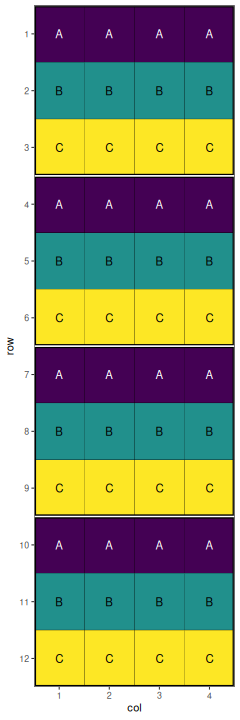 1 A A A A
2 B B B B
3 C C C C
4 A A A A
5 B B B B
6 C C C C
row
7 A A A A
8 B B B B
9 C C C C
10 A A A A
11 B B B B
12 C C C C
1 2 3 4
col